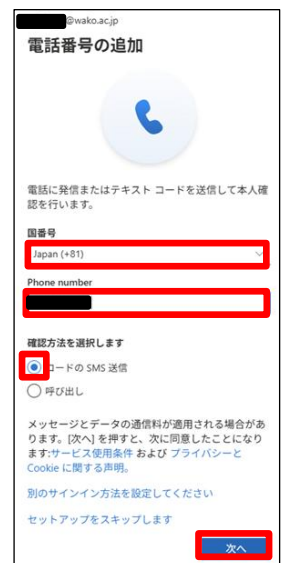 @wako.ac.jp
電話番号の追加
電話に発信またはテキスト コードを送信して本人確
認を行います。
国番号
Japan (+81)
Phone number
確認方法を選択します
コードの SMS 送信
呼び出し
メッセージとデータの通信料が適用される場合があ
ります。[次へ] を押すと、次に同意したことになり
ます:サービス使用条件 および プライバシーと
Cookie に関する声明。
別のサインイン方法を設定してください
セットアップをスキップします
次へ